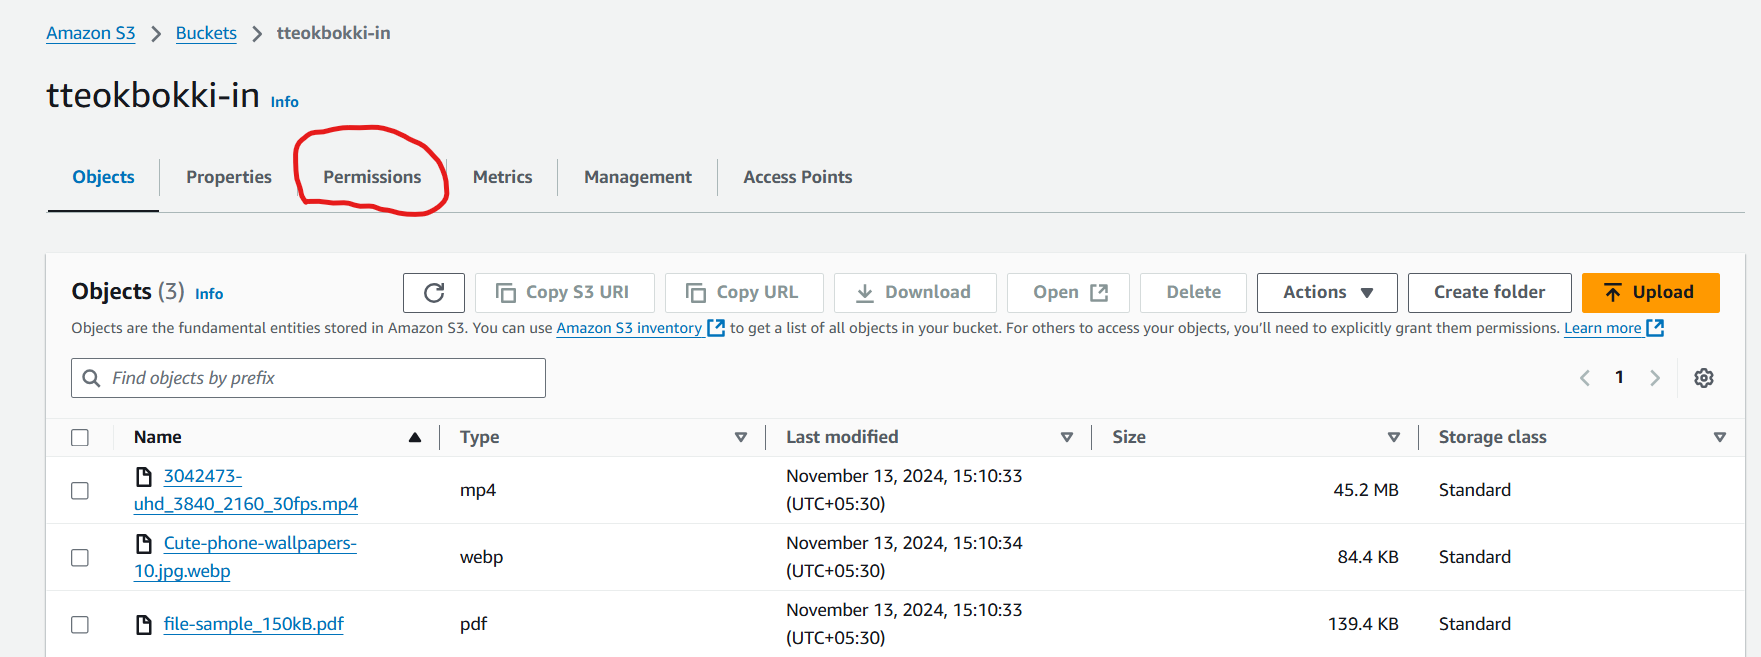 Amazon S3 > Buckets > tteokbokki-in
tteokbokki-in Info
Objects Properties Permissions Metrics Management Access Points
Objects (3) Info Copy S3 URI Copy URL Download Open Delete Actions Create folder Upload
Objects are the fundamental entities stored in Amazon S3. You can use Amazon S3 inventory to get a list of all objects in your bucket. For others to access your objects, you'll need to explicitly grant them permissions. Learn more
Find objects by prefix 1
Name Type Last modified Size Storage class
3042473-
uhd_3840_2160_30fps.mp4 mp4 November 13, 2024, 15:10:33
(UTC+05:30) 45.2 MB Standard
Cute-phone-wallpapers-
10.jpg.webp webp November 13, 2024, 15:10:34
(UTC+05:30) 84.4 KB Standard
file-sample_150kB.pdf pdf November 13, 2024, 15:10:33
(UTC+05:30) 139.4 KB Standard